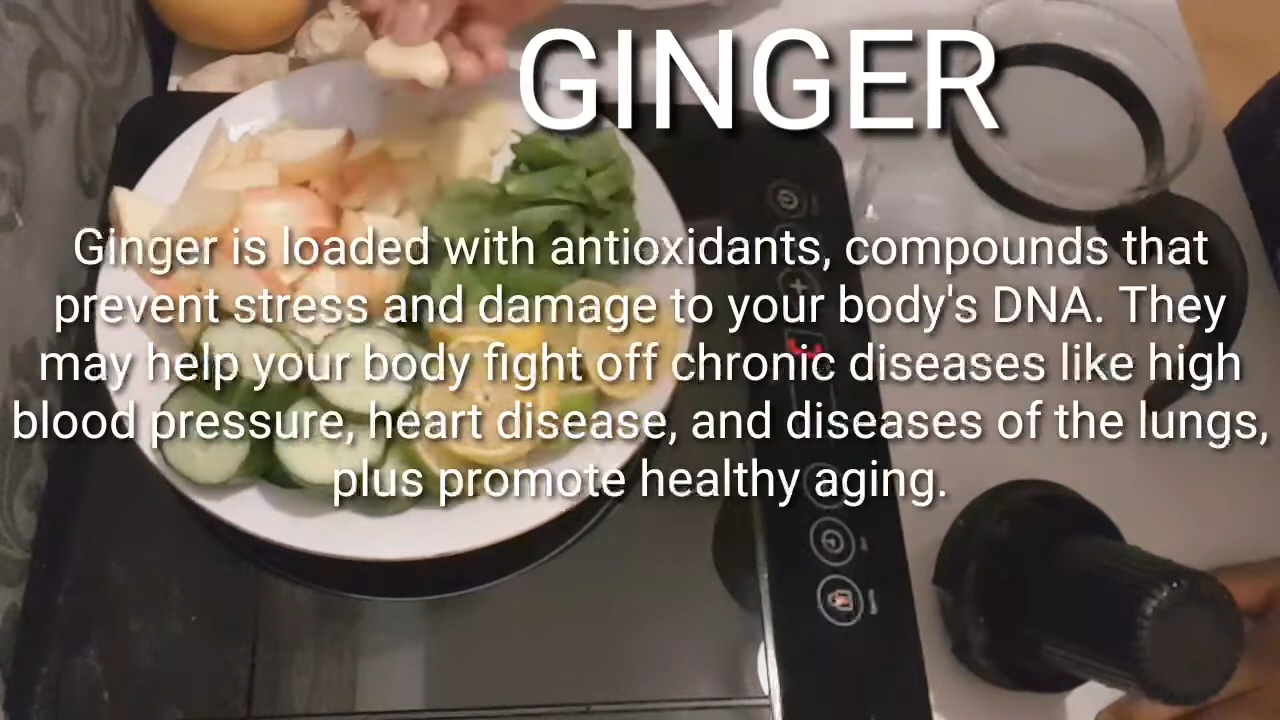 GINGER
Ginger is loaded with antioxidants, compounds that
prevent stress and damage to your body's DNA. They
may help your body fight off chronic diseases like high
blood pressure, heart disease, and diseases of the lungs,
plus promote healthy aging.